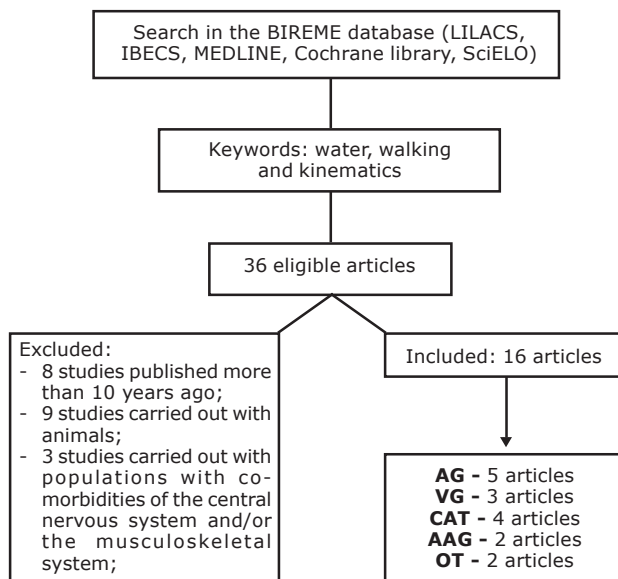 Search in the BIREME database (LILACS,
IBECS, MEDLINE, Cochrane library, SciELO)
Keywords: water, walking
and kinematics
36 eligible articles
Excluded:
- 8 studies published more
than 10 years ago;
- 9 studies carried out with
animals;
- 3 studies carried out with
populations with co-
morbidities of the central
nervous system and/or
the musculoskeletal
system;
Included: 16 articles
AG - 5 articles
VG - 3 articles
CAT - 4 articles
AAG - 2 articles
OT - 2 articles